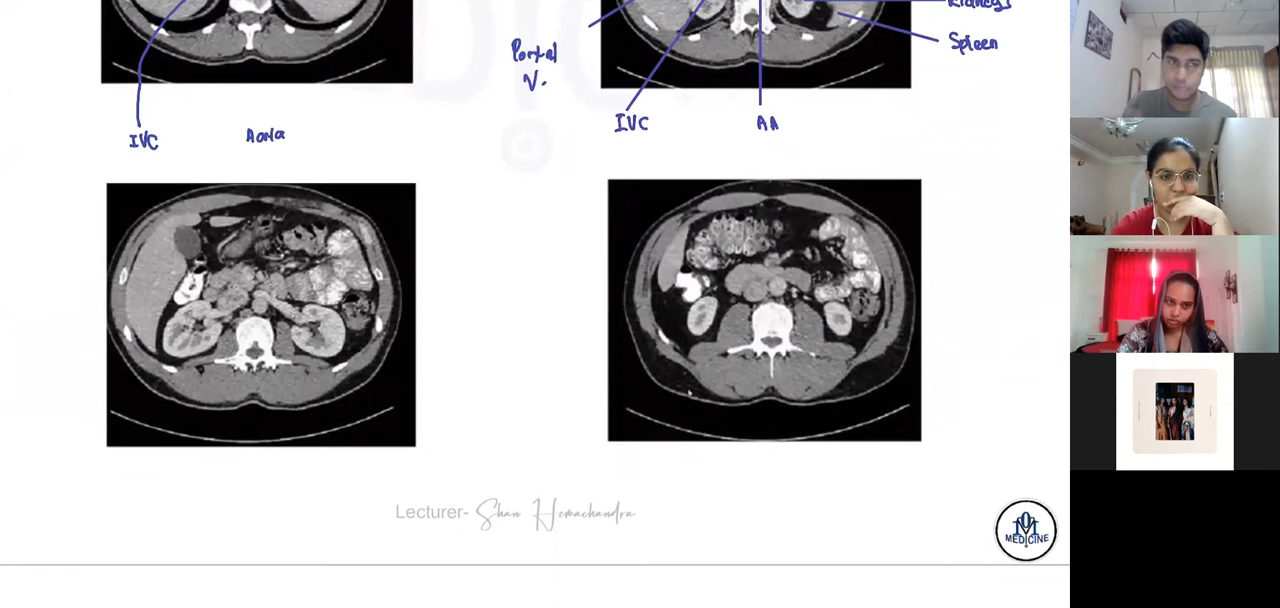 Kidneys
Spleen
Portal
V.
IVC
Aorta
IVC
AA
Lecturer- Shan Hemachandra
MEDICINE